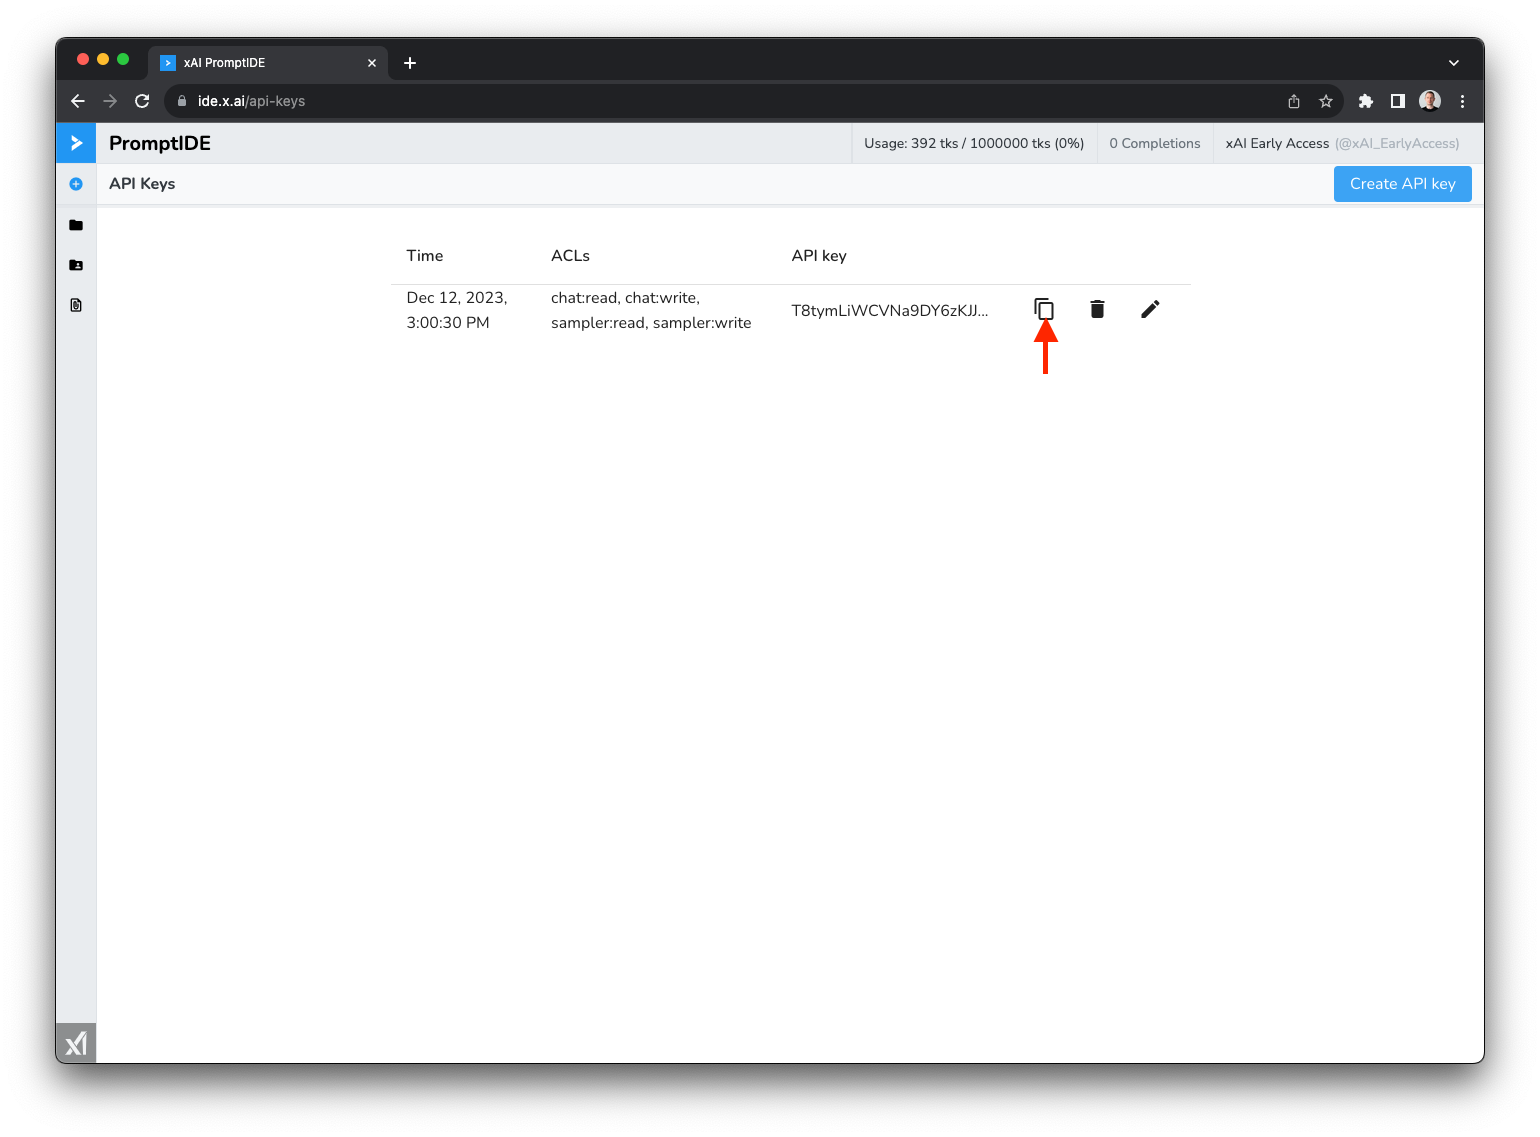 xAI PromptIDE
ide.x.ai/api-keys
PromptIDE
Usage: 392 tks / 1000000 tks (0%)
0 Completions
xAI Early Access (@xAI_EarlyAccess)
API Keys
Create API key
Time
ACLs
API key
Dec 12, 2023,
3:00:30 PM
chat:read, chat:write,
sampler:read, sampler:write
T8tymLiWCVNa9DY6zKJJ...
xI